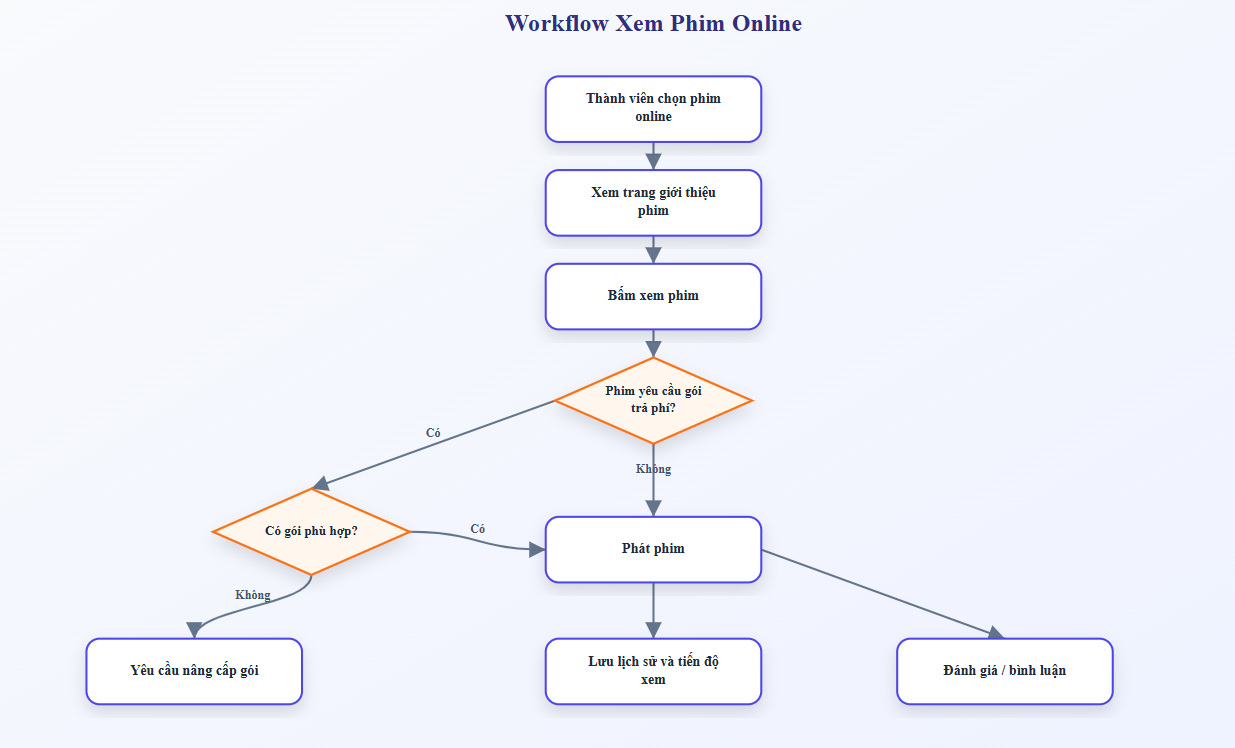 Workflow Xem Phim Online
Thành viên chọn phim
online
Xem trang giới thiệu
phim
Bấm xem phim
Phim yêu cầu gói
trả phí?
Có
Không
Có gói phù hợp?
Có
Phát phim
Không
Yêu cầu nâng cấp gói
Lưu lịch sử và tiến độ
xem
Đánh giá / bình luận